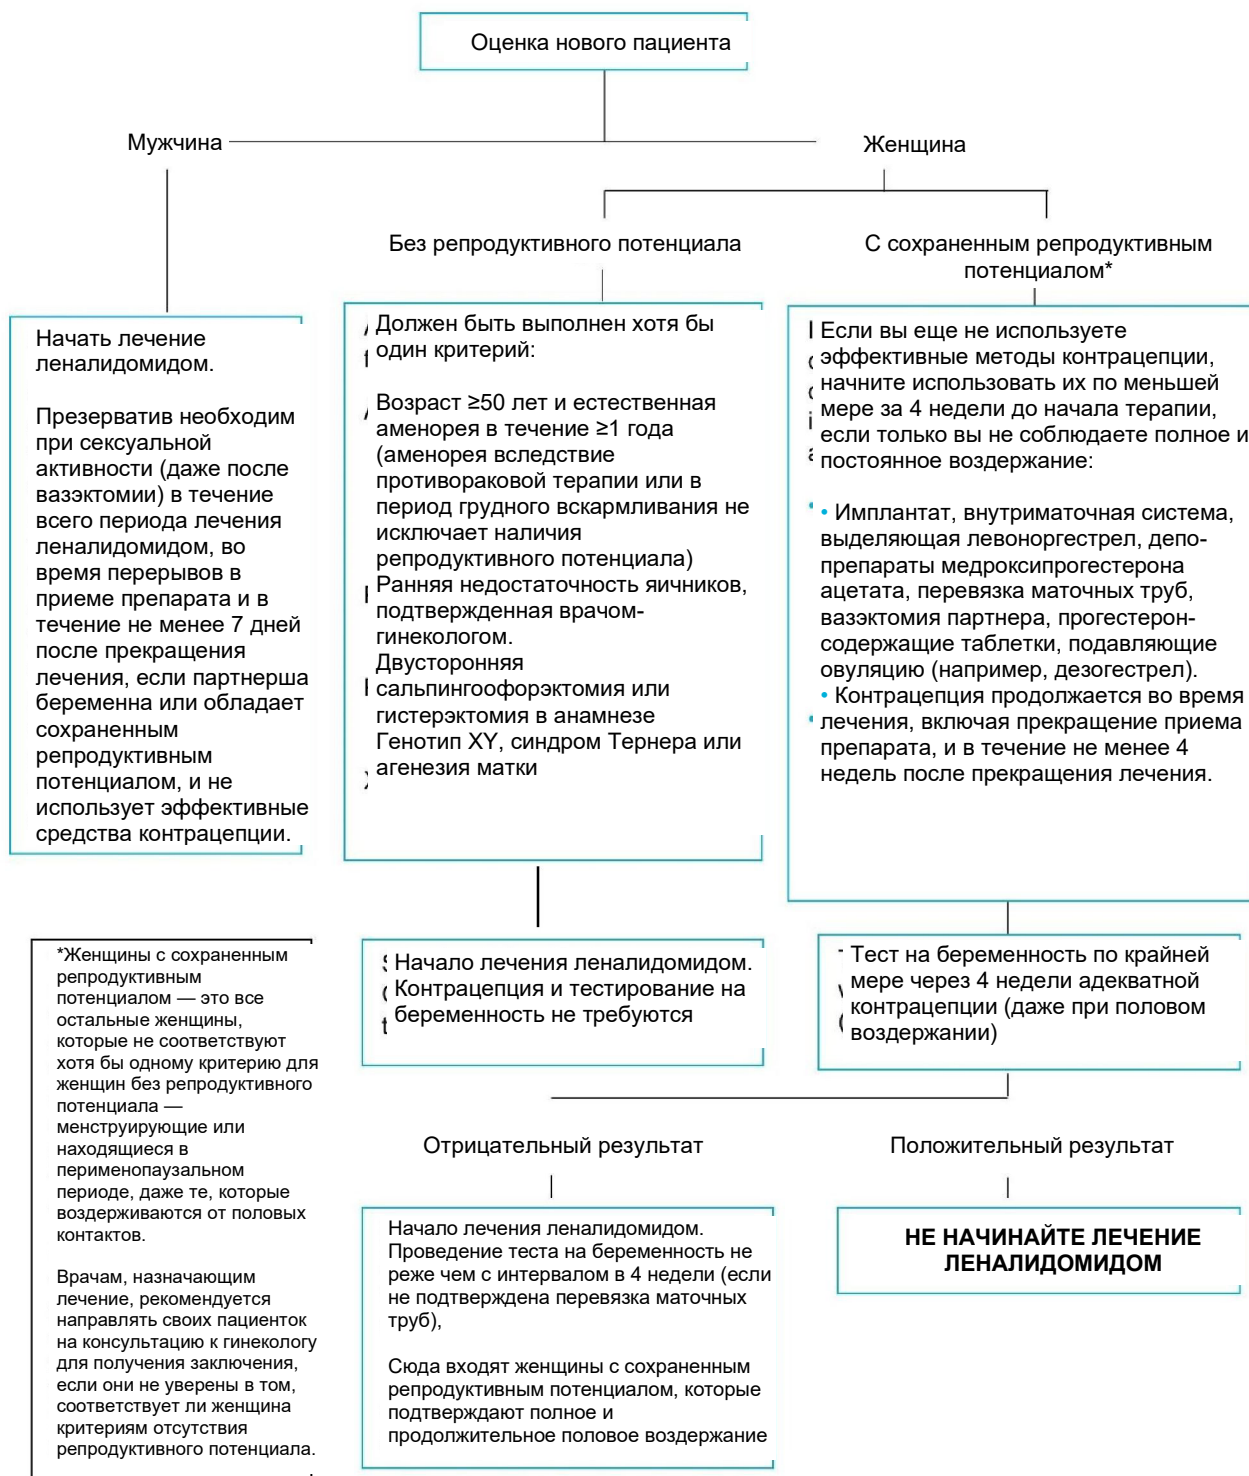 Оценка нового пациента
Мужчина
Женщина
Без репродуктивного потенциала
С сохраненным репродуктивным
потенциалом*
Начать лечение
леналидомидом.
Презерватив необходим
при сексуальной
активности (даже после
вазэктомии) в течение
всего периода лечения
леналидомидом, во
время перерывов в
приеме препарата и в
течение не менее 7 дней
после прекращения
лечения, если партнерша
беременна или обладает
сохраненным
репродуктивным
потенциалом, и не
использует эффективные
средства контрацепции.
Должен быть выполнен хотя бы
один критерий:
Возраст ≥50 лет и естественная
аменорея в течение ≥1 года
(аменорея вследствие
противораковой терапии или в
период грудного вскармливания не
исключает наличия
репродуктивного потенциала)
Ранняя недостаточность яичников,
подтвержденная врачом-
гинекологом.
Двусторонняя
сальпингоофорэктомия или
гистерэктомия в анамнезе
Генотип XY, синдром Тернера или
агенезия матки
Если вы еще не используете
эффективные методы контрацепции,
начните использовать их по меньшей
мере за 4 недели до начала терапии,
если только вы не соблюдаете полное и
постоянное воздержание:
• Имплантат, внутриматочная система,
выделяющая левоноргестрел, депо-
препараты медроксипрогестерона
ацетата, перевязка маточных труб,
вазэктомия партнера, прогестерон-
содержащие таблетки, подавляющие
овуляцию (например, дезогестрел).
• Контрацепция продолжается во время
лечения, включая прекращение приема
препарата, и в течение не менее 4
недель после прекращения лечения.
*Женщины с сохраненным
репродуктивным
потенциалом — это все
остальные женщины,
которые не соответствуют
хотя бы одному критерию для
женщин без репродуктивного
потенциала —
менструирующие или
находящиеся в
перименопаузальном
периоде, даже те, которые
воздерживаются от половых
контактов.
Врачам, назначающим
лечение, рекомендуется
направлять своих пациенток
на консультацию к гинекологу
для получения заключения,
если они не уверены в том,
соответствует ли женщина
критериям отсутствия
репродуктивного потенциала.
Начало лечения леналидомидом.
Контрацепция и тестирование на
беременность не требуются
Тест на беременность по крайней
мере через 4 недели адекватной
контрацепции (даже при половом
воздержании)
Отрицательный результат
Положительный результат
Начало лечения леналидомидом.
Проведение теста на беременность не
реже чем с интервалом в 4 недели (если
не подтверждена перевязка маточных
труб),
Сюда входят женщины с сохраненным
репродуктивным потенциалом, которые
подтверждают полное и
продолжительное половое воздержание
НЕ НАЧИНАЙТЕ ЛЕЧЕНИЕ
ЛЕНАЛИДОМИДОМ